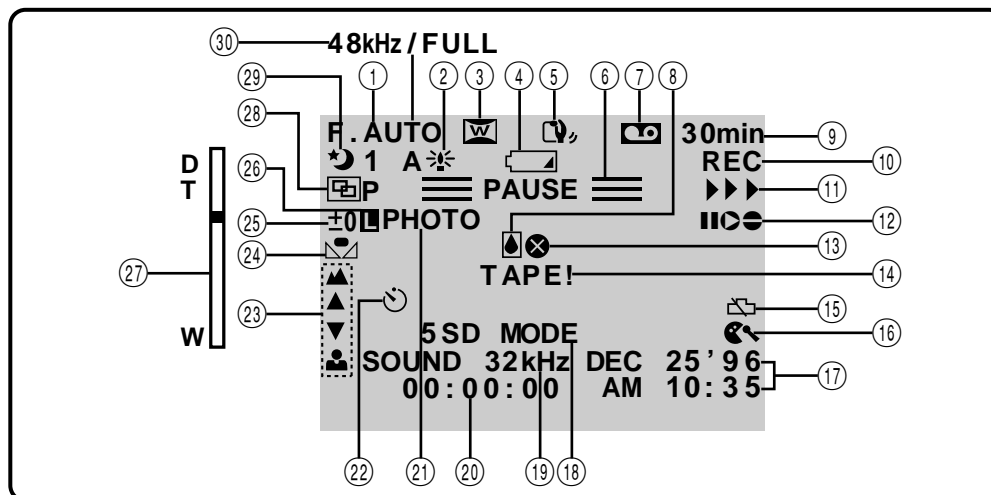 30 48kHz/FULL
29 1 2 3 4 5 6 7 8
F.AUTO W 30min 9
28 1 A REC 10
P PAUSE 11
D T
26 12
25 ±0 L PHOTO
24 13
TAPE! 14
27 23 22 15
W 5SD MODE 16
SOUND 32kHz DEC 25'96
00:00:00 AM 10:35 17
22 21 20 19 18